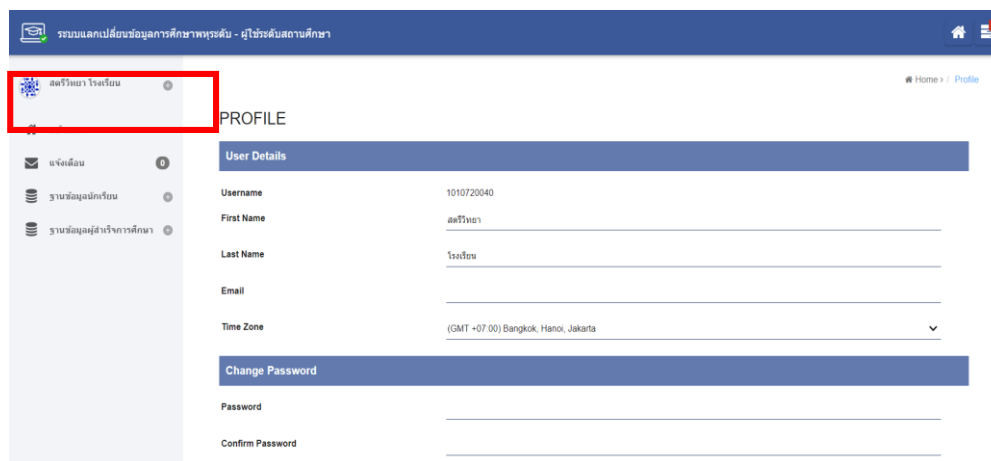 ระบบแลกเปลี่ยนข้อมูลการศึกษาพหุระดับ - ผู้ใช้ระดับสถานศึกษา
สตรีวิทยา โรงเรียน
Home > / Profile
PROFILE
แจ้งเตือน 0
ฐานข้อมูลนักเรียน
ฐานข้อมูลผู้สำเร็จการศึกษา
User Details
Username 1010720040
First Name สตรีวิทยา
Last Name โรงเรียน
Email
Time Zone (GMT +07:00) Bangkok, Hanoi, Jakarta
Change Password
Password
Confirm Password